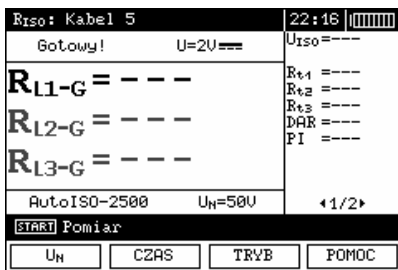 RISO: Kabel 5 22:16
Gotowy! U=2V
UISO=---
RL1-G = - - -
RL2-G = - - -
RL3-G = - - -
Rt1 =---
Rt2 =---
Rt3 =---
DAR =---
PI =---
AutoISO-2500 UN=50V
◂1/2▸
START Pomiar
UN CZAS TRYB POMOC